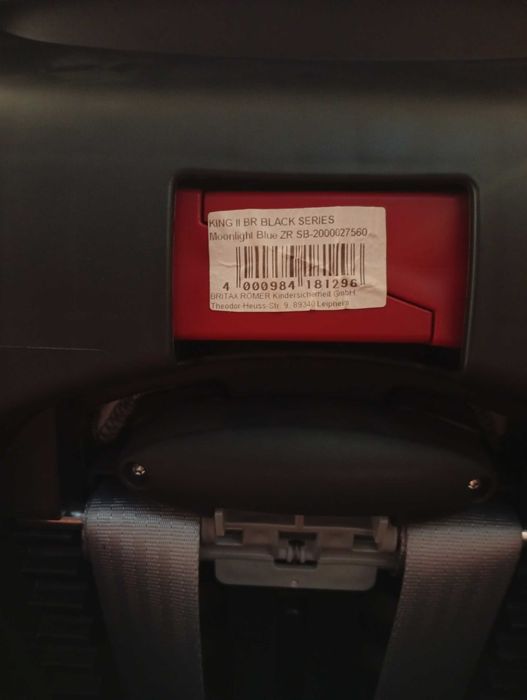 KING II BR BLACK SERIES
Moonlight Blue ZR SB-2000027560
4 000984 181296
BRITAX RÖMER Kindersicherheit GmbH
Theodor-Heuss-Str. 9, 89340 Leipheim